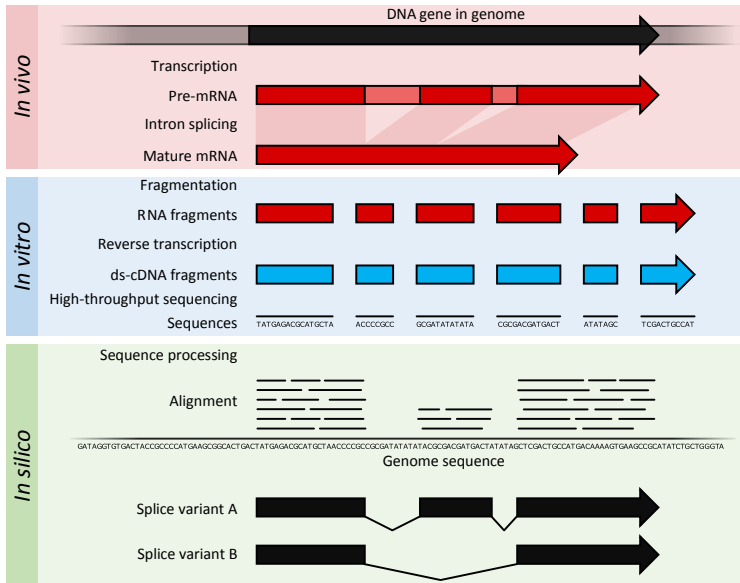 In vivo
DNA gene in genome
Transcription
Pre-mRNA
Intron splicing
Mature mRNA
In vitro
Fragmentation
RNA fragments
Reverse transcription
ds-cDNA fragments
High-throughput sequencing
Sequences
TATGAGACGCATGCTA ACCCCGCC GCGATATATATA CGCGACGATGACT ATATAGC TCGACTGCCAT
In silico
Sequence processing
Alignment
GATAGGTGTGACTACCGCCCCATGAAGCGGCACTGACTATGAGACGCATGCTAACCCCGCCGCGATATATATACGCGACGATGACTATATAGCTCGACTGCCATGACAAAAGTGAAGCCGCATATCTGCTGGGTA
Genome sequence
Splice variant A
Splice variant B